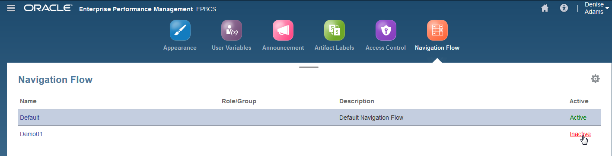 ORACLE Enterprise Performance Management EPBCS
Denise Adams
Appearance User Variables Announcement Artifact Labels Access Control Navigation Flow
Navigation Flow
Name Role/Group Description Active
Default Default Navigation Flow Active
Demo01 Inactive